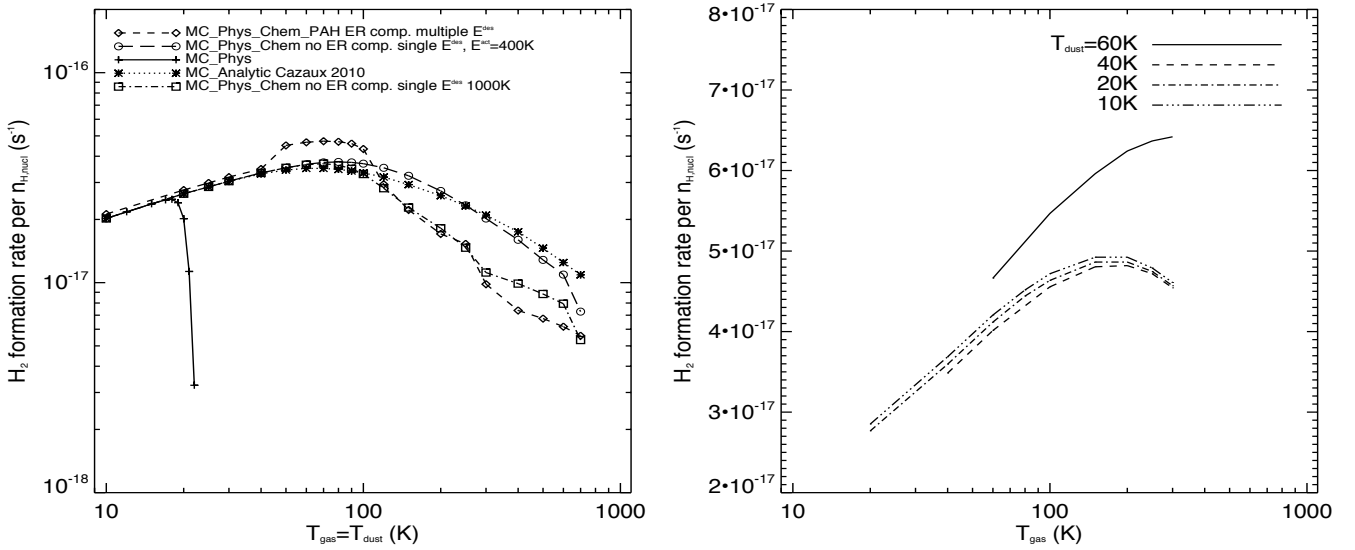 MC_Phys_Chem_PAH ER comp. multiple E^des
MC_Phys_Chem no ER comp. single E^des, E^act=400K
MC_Phys
MC_Analytic Cazaux 2010
MC_Phys_Chem no ER comp. single E^des 1000K
10^-16
10^-17
10^-18
H₂ formation rate per n_H,nucl (s⁻¹)
10 100 1000
T_gas=T_dust (K)
T_dust=60K
40K
20K
10K
8•10^-17
7•10^-17
6•10^-17
5•10^-17
4•10^-17
3•10^-17
2•10^-17
H₂ formation rate per n_H,nucl (s⁻¹)
10 100 1000
T_gas (K)